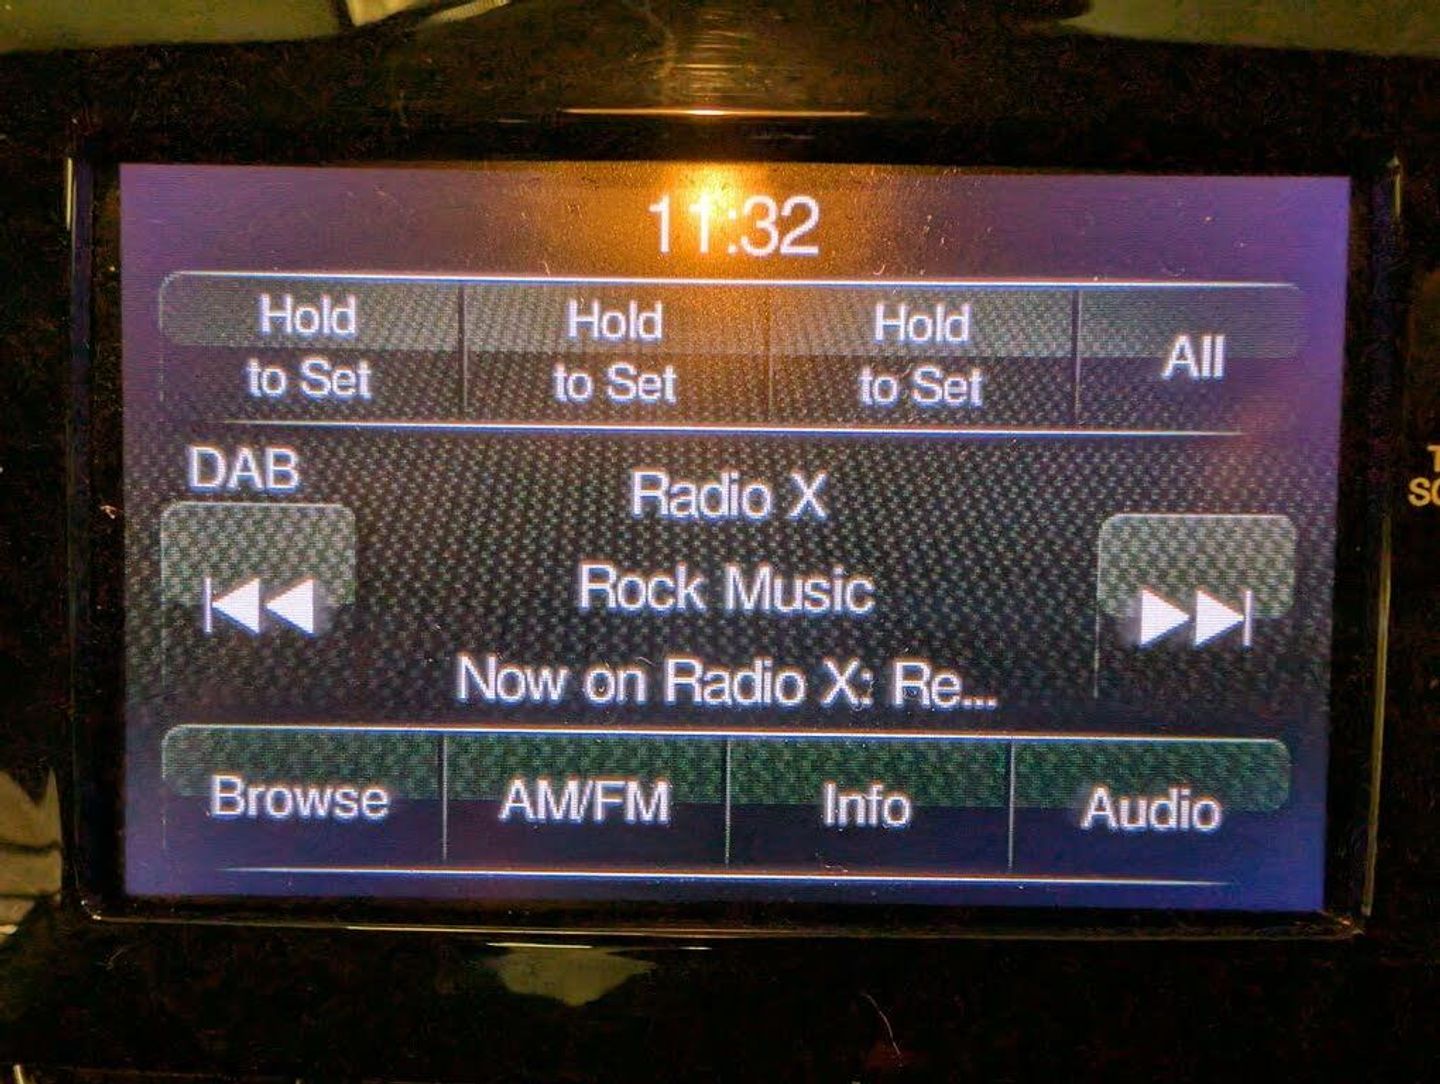 11:32
Hold
to Set
Hold
to Set
Hold
to Set
All
DAB
Radio X
Rock Music
Now on Radio X: Re...
Browse
AM/FM
Info
Audio